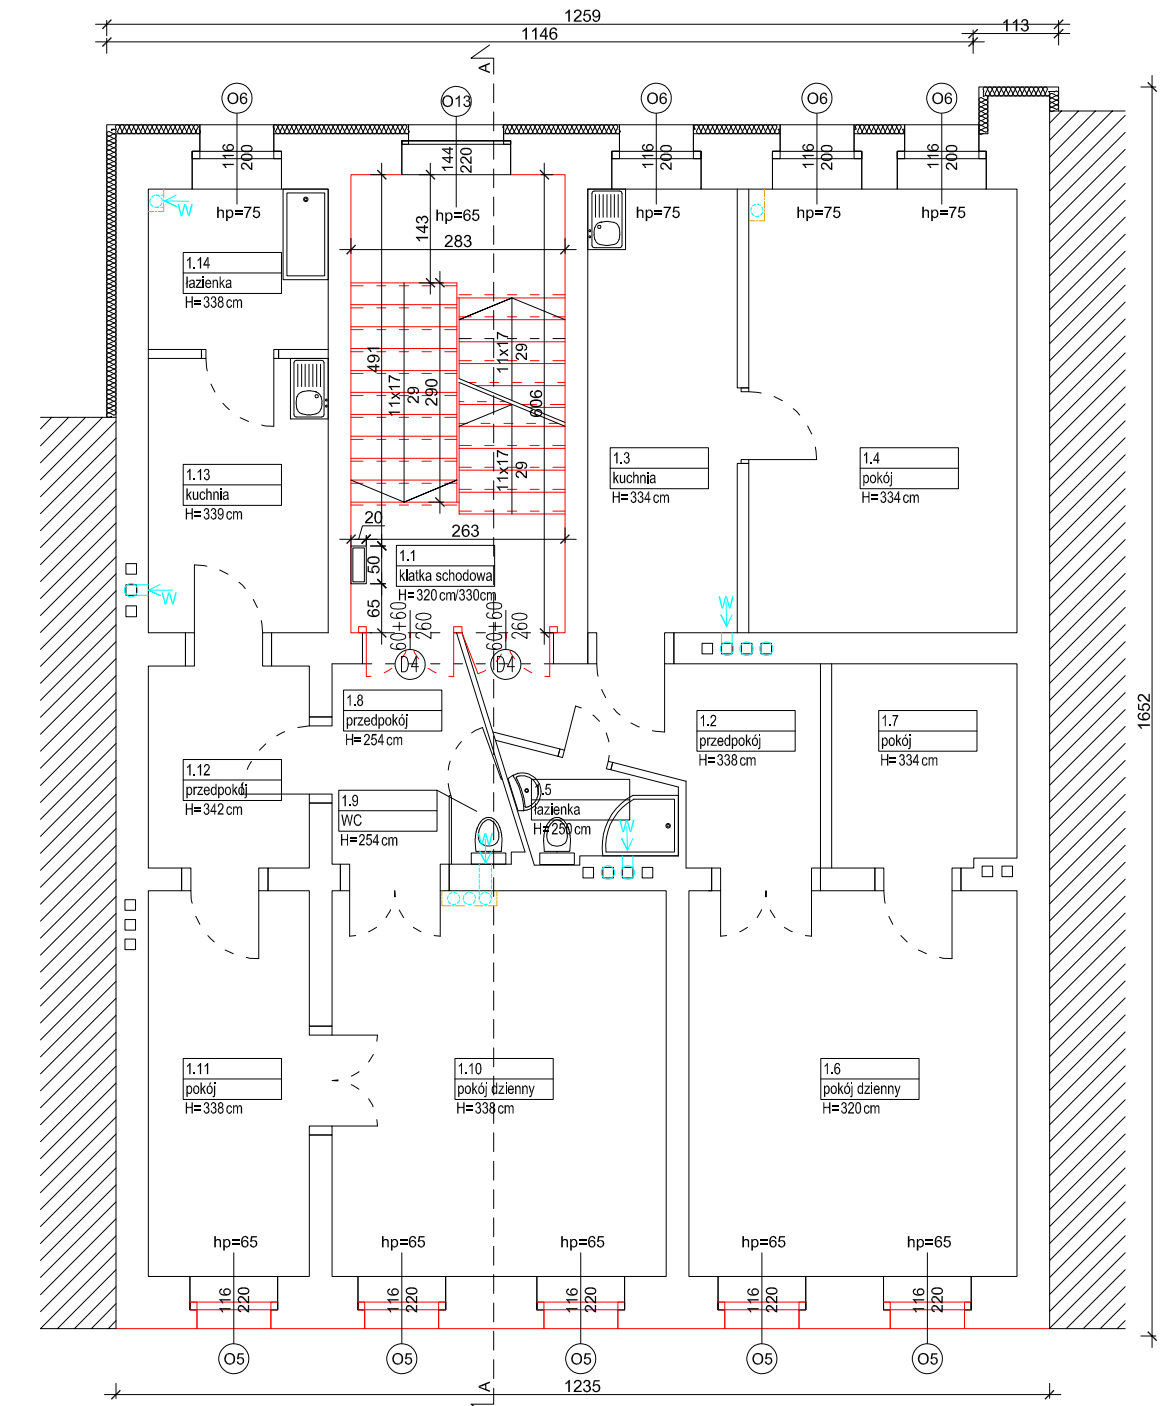 1259
1146
113
A
O6
O13
O6
O6
O6
116
200
144
220
116
200
116
200
116
200
W
hp=75
hp=65
hp=75
hp=75
hp=75
143
283
1.14
łazienka
H=338cm
491
11x17
29
290
11x17
29
606
11x17
29
1.13
kuchnia
H=339cm
1.3
kuchnia
H=334cm
1.4
pokój
H=334cm
20
263
50
65
1.1
klatka schodowa
H=320cm/330cm
W
W
60+60
260
60+60
260
D4
D4
1652
1.8
przedpokój
H=254cm
1.2
przedpokój
H=338cm
1.7
pokój
H=334cm
1.12
przedpokój
H=342cm
1.9
WC
H=254cm
1.5
łazienka
H=250cm
W
W
1.11
pokój
H=338cm
1.10
pokój dzienny
H=338cm
1.6
pokój dzienny
H=320cm
hp=65
hp=65
hp=65
hp=65
hp=65
116
220
116
220
116
220
116
220
116
220
O5
O5
O5
O5
O5
A
1235